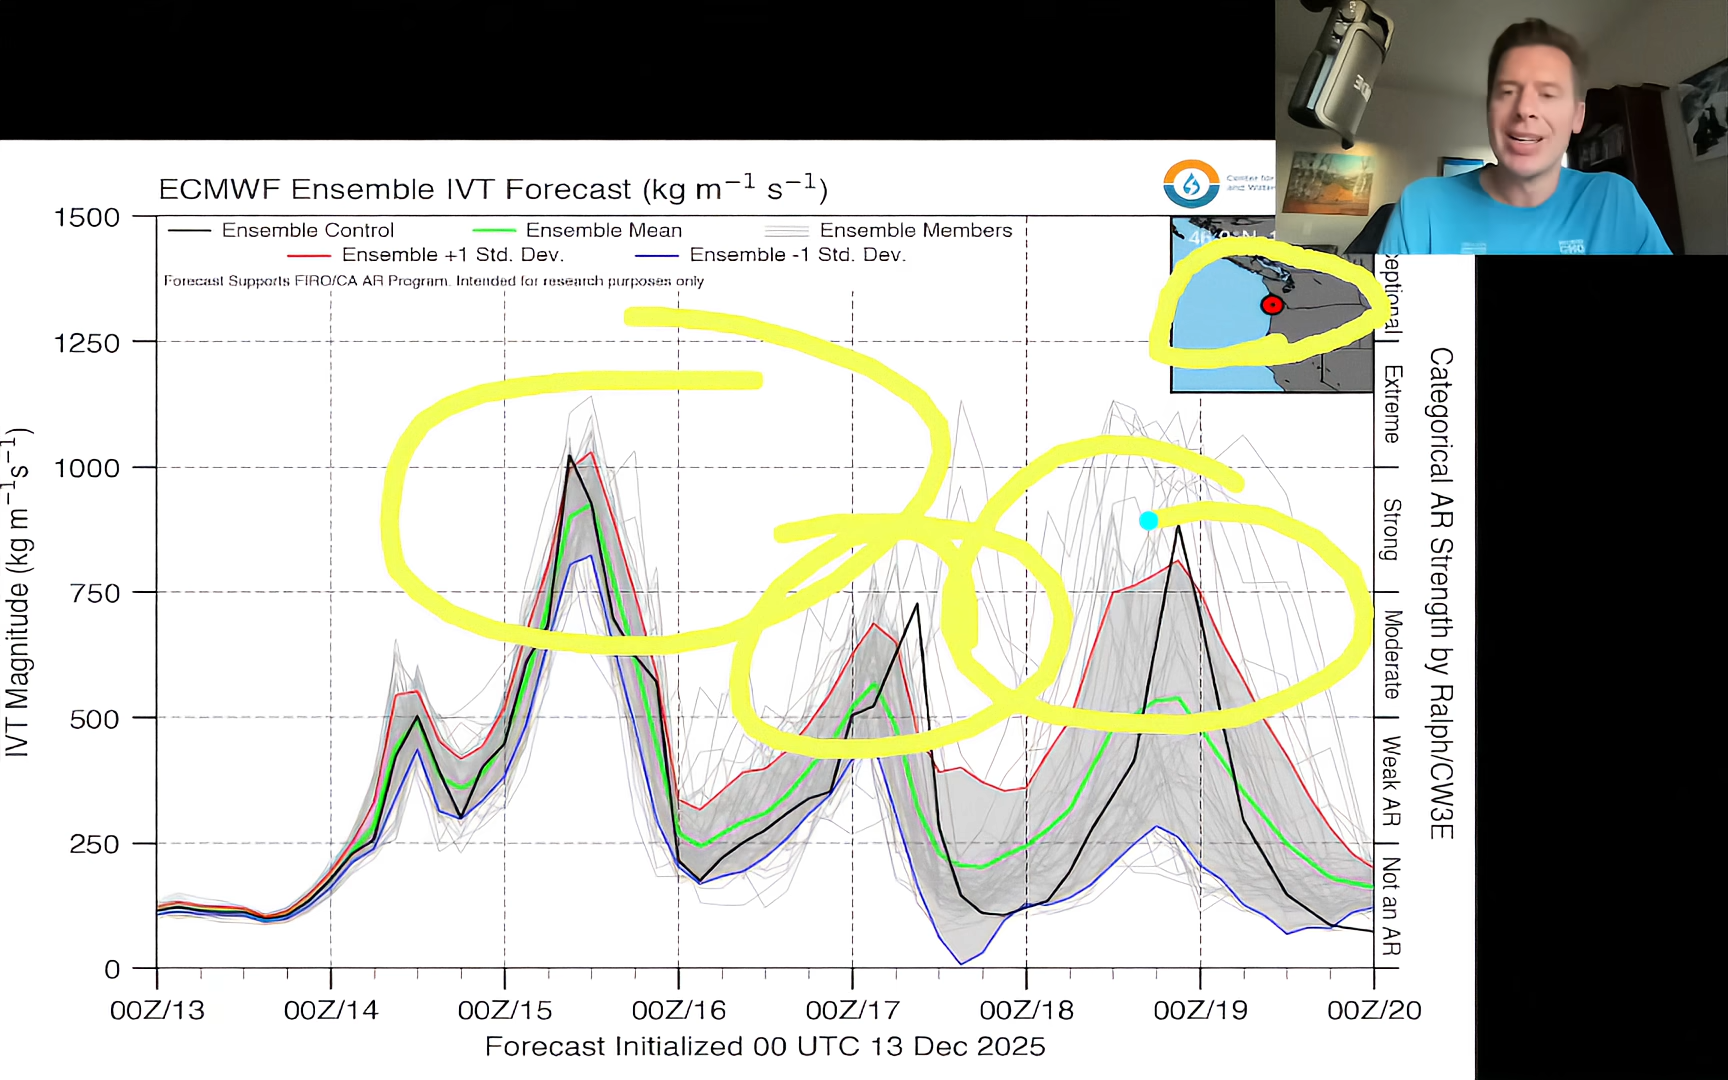 ECMWF Ensemble IVT Forecast (kg m⁻¹ s⁻¹)
Center for
and Water
Ensemble Control
Ensemble Mean
Ensemble Members
Ensemble +1 Std. Dev.
Ensemble -1 Std. Dev.
Forecast Supports FIRO/CA AR Program. Intended for research purposes only
IVT Magnitude (kg m⁻¹s⁻¹)
1500
1250
1000
750
500
250
0
Extreme
Strong
Moderate
Weak AR
Not an AR
Categorical AR Strength by Ralph/CW3E
00Z/13
00Z/14
00Z/15
00Z/16
00Z/17
00Z/18
00Z/19
00Z/20
Forecast Initialized 00 UTC 13 Dec 2025